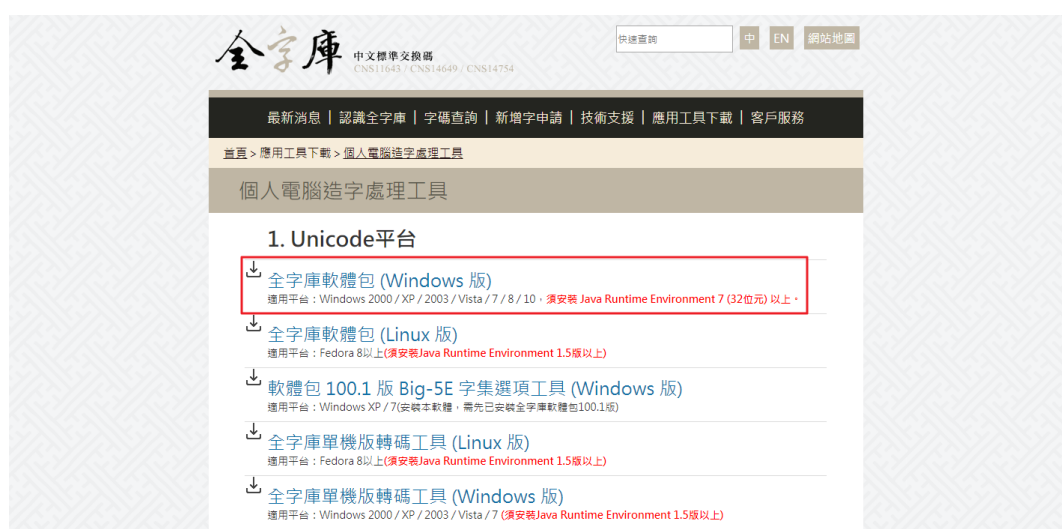 全字庫 中文標準交換碼
CNS11643 / CNS14649 / CNS14754
快速查詢 中 EN 網站地圖
最新消息 | 認識全字庫 | 字碼查詢 | 新增字申請 | 技術支援 | 應用工具下載 | 客戶服務
首頁 > 應用工具下載 > 個人電腦造字處理工具
個人電腦造字處理工具
1. Unicode平台
全字庫軟體包 (Windows 版)
適用平台：Windows 2000 / XP / 2003 / Vista / 7 / 8 / 10，須安裝 Java Runtime Environment 7 (32位元) 以上。
全字庫軟體包 (Linux 版)
適用平台：Fedora 8以上(須安裝Java Runtime Environment 1.5版以上)
軟體包 100.1 版 Big-5E 字集選項工具 (Windows 版)
適用平台：Windows XP / 7(安裝本軟體，需先已安裝全字庫軟體包100.1版)
全字庫單機版轉碼工具 (Linux 版)
適用平台：Fedora 8以上(須安裝Java Runtime Environment 1.5版以上)
全字庫單機版轉碼工具 (Windows 版)
適用平台：Windows 2000 / XP / 2003 / Vista / 7 (須安裝Java Runtime Environment 1.5版以上)